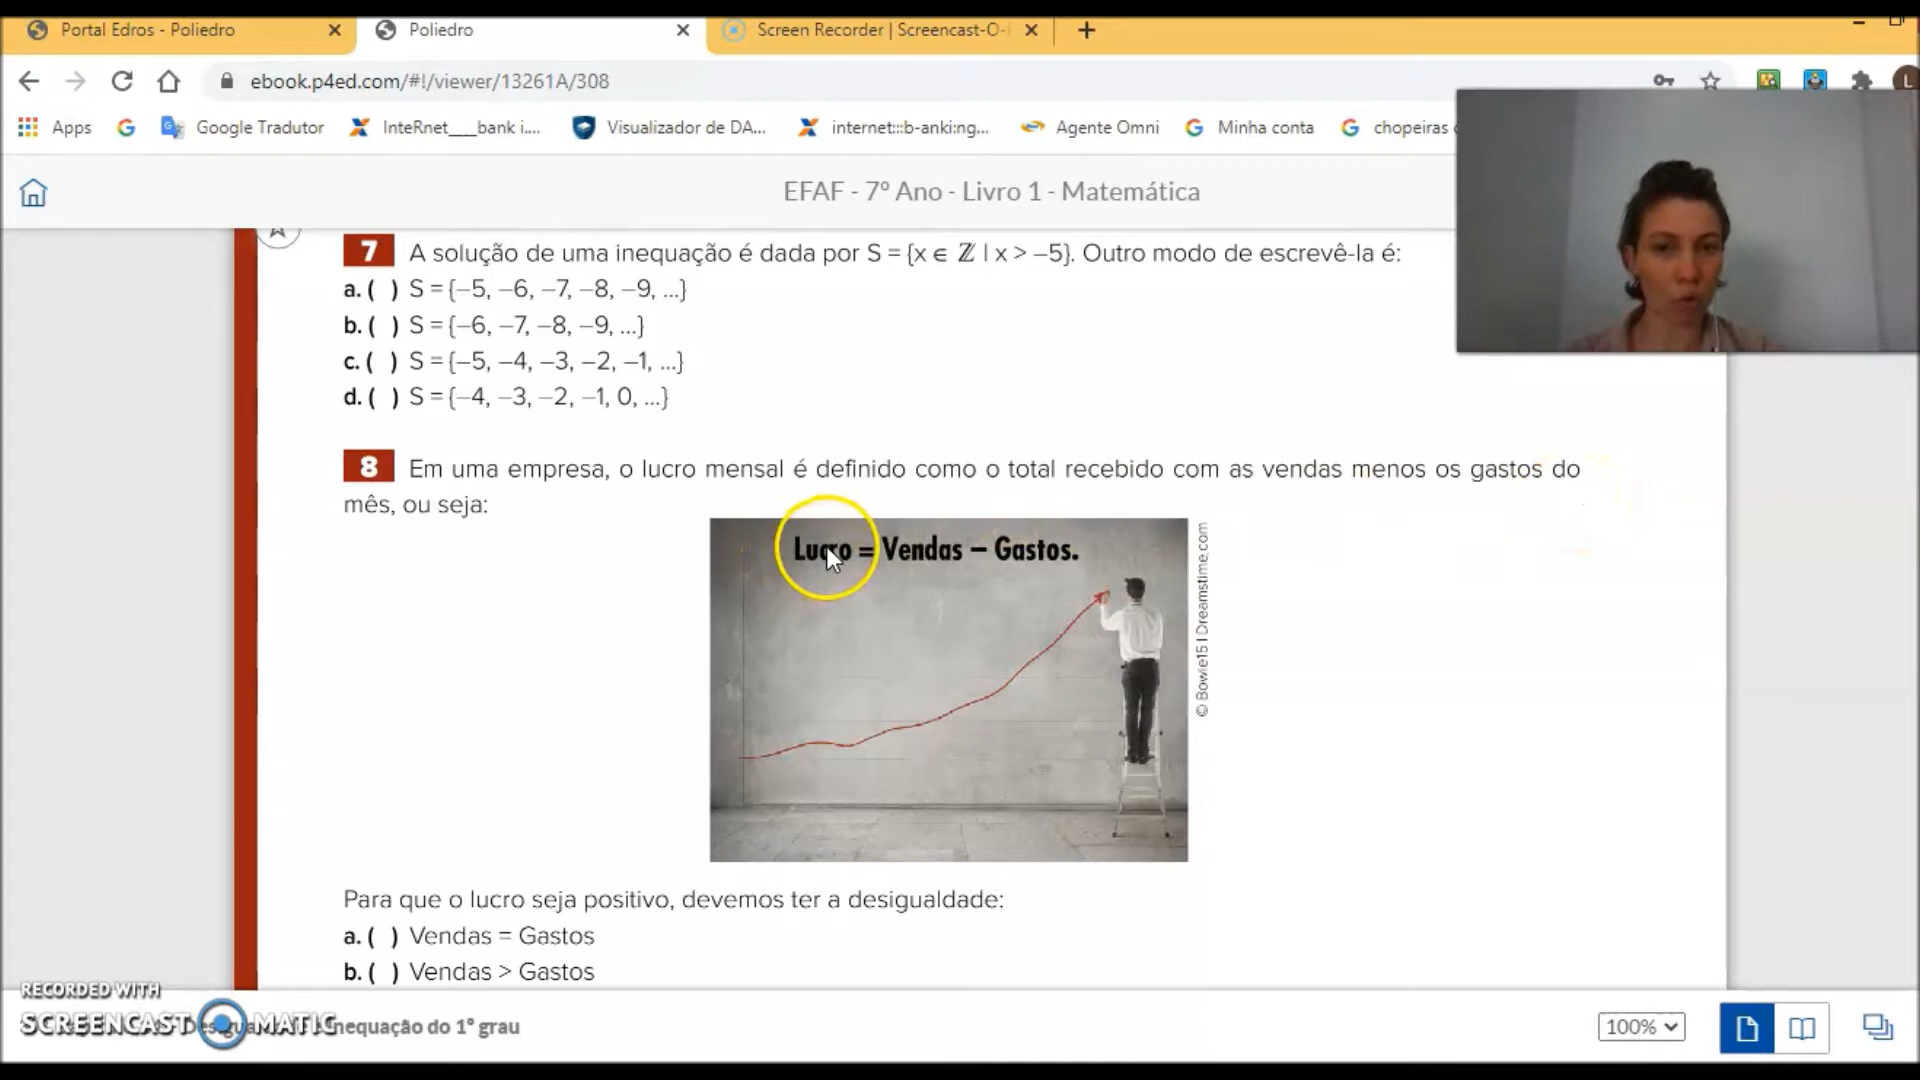 Portal Edros - Poliedro
Poliedro
Screen Recorder | Screencast-O-
ebook.p4ed.com/#!/viewer/13261A/308
Apps
Google Tradutor
InteRnet___bank i....
Visualizador de DA...
internet:::b-anki:ng...
Agente Omni
Minha conta
chopeiras
EFAF - 7º Ano - Livro 1 - Matemática
7 A solução de uma inequação é dada por S = {x ∈ ℤ | x > –5}. Outro modo de escrevê-la é:
a. ( ) S = {–5, –6, –7, –8, –9, ...}
b. ( ) S = {–6, –7, –8, –9, ...}
c. ( ) S = {–5, –4, –3, –2, –1, ...}
d. ( ) S = {–4, –3, –2, –1, 0, ...}
8 Em uma empresa, o lucro mensal é definido como o total recebido com as vendas menos os gastos do
mês, ou seja:
Lucro = Vendas – Gastos.
© Bowie15 | Dreamstime.com
Para que o lucro seja positivo, devemos ter a desigualdade:
a. ( ) Vendas = Gastos
b. ( ) Vendas > Gastos
RECORDED WITH
SCREENCAST MATIC
inequação do 1º grau
100%